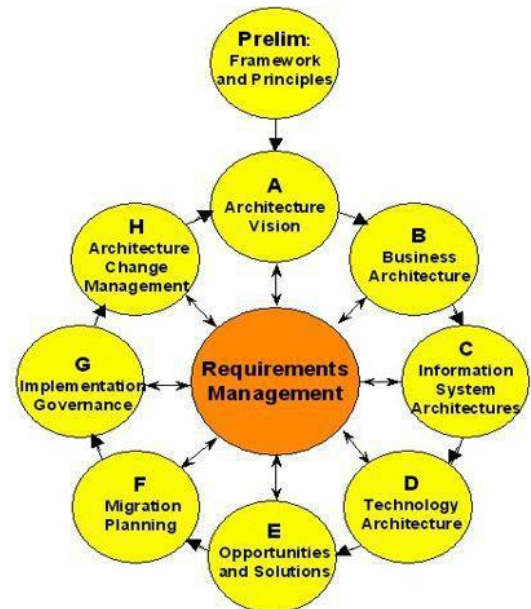 Prelim:
Framework
and Principles
A
Architecture
Vision
B
Business
Architecture
C
Information
System
Architectures
D
Technology
Architecture
E
Opportunities
and Solutions
F
Migration
Planning
G
Implementation
Governance
H
Architecture
Change
Management
Requirements
Management